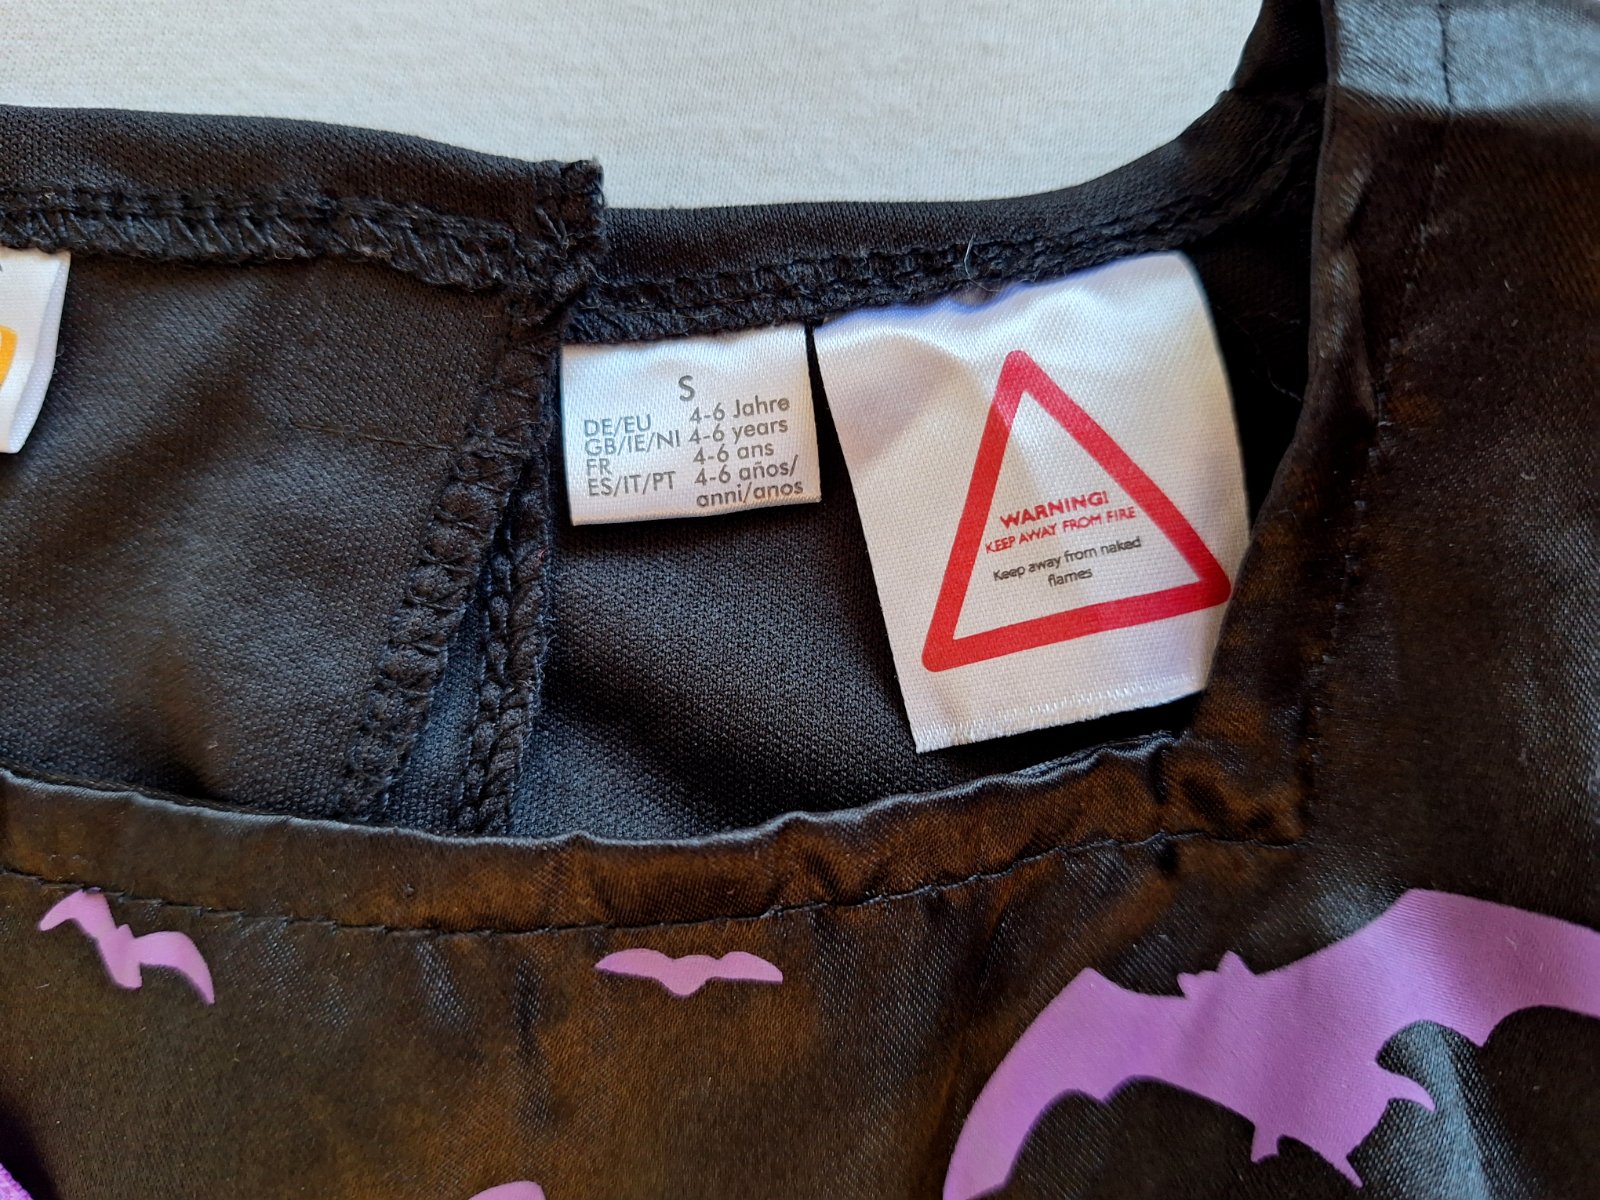 S
DE/EU 4-6 Jahre
GB/IE/NI 4-6 years
FR 4-6 ans
ES/IT/PT 4-6 años/
anni/anos
WARNING!
KEEP AWAY FROM FIRE
Keep away from naked
flames